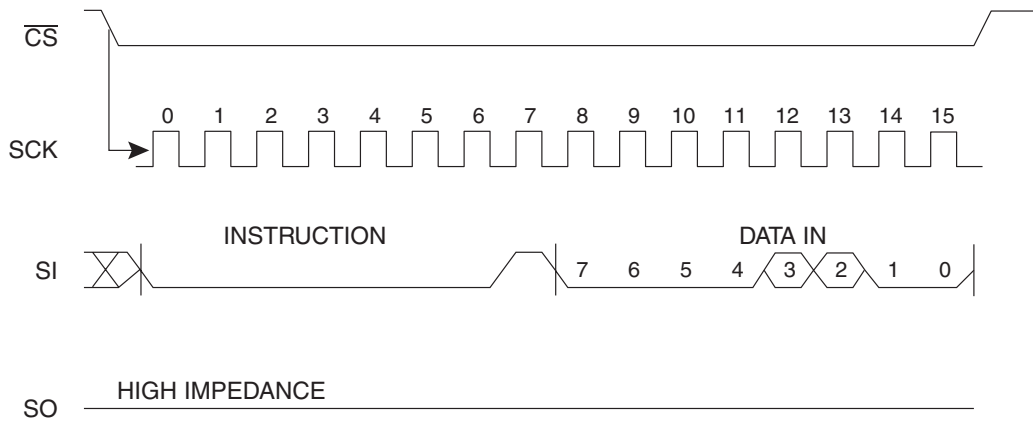 C̅S̅
0 1 2 3 4 5 6 7 8 9 10 11 12 13 14 15
SCK
INSTRUCTION DATA IN
SI 7 6 5 4 3 2 1 0
HIGH IMPEDANCE
SO